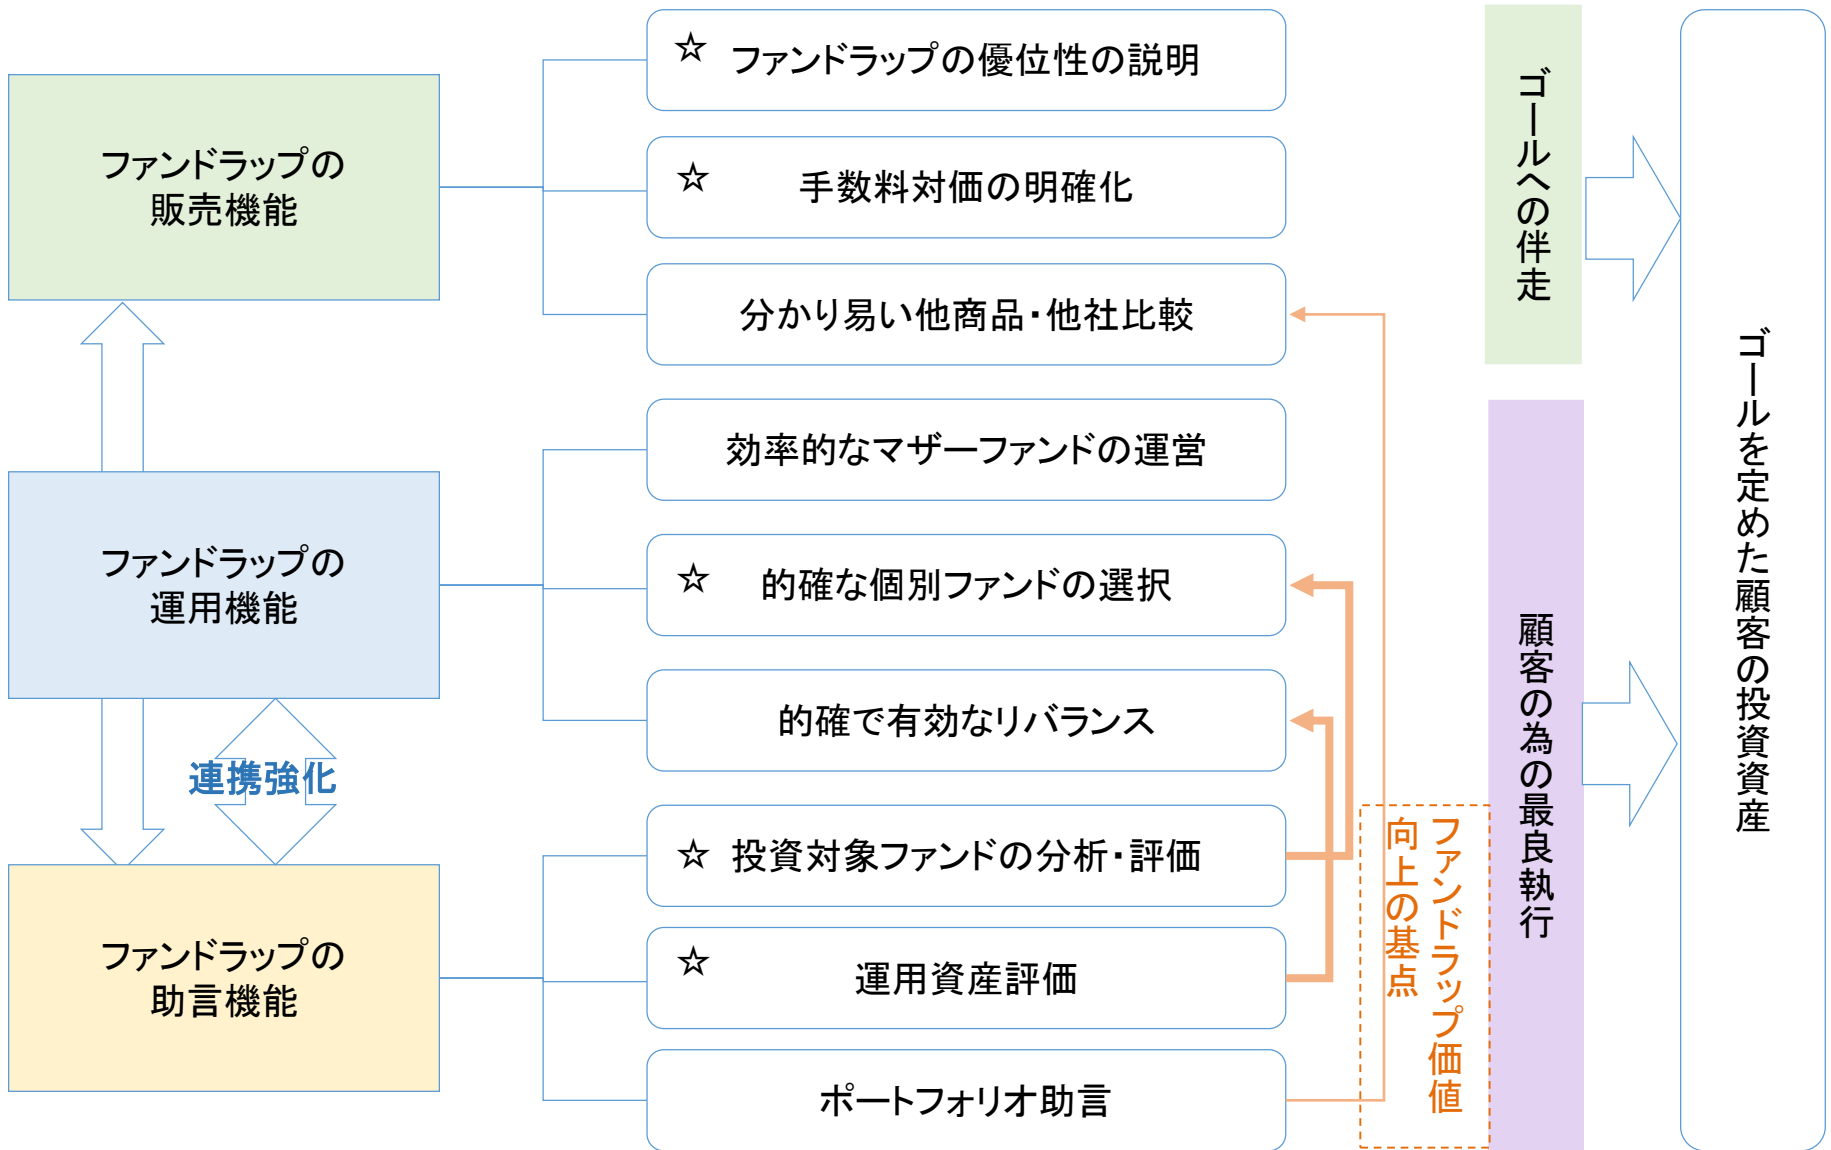 ファンドラップの
販売機能
☆ ファンドラップの優位性の説明
☆ 手数料対価の明確化
分かり易い他商品・他社比較
ファンドラップの
運用機能
効率的なマザーファンドの運営
☆ 的確な個別ファンドの選択
的確で有効なリバランス
連携強化
ファンドラップの
助言機能
☆ 投資対象ファンドの分析・評価
☆ 運用資産評価
ポートフォリオ助言
ファンドラップ価値
向上の基点
ゴールへの伴走
顧客の為の最良執行
ゴールを定めた顧客の投資資産